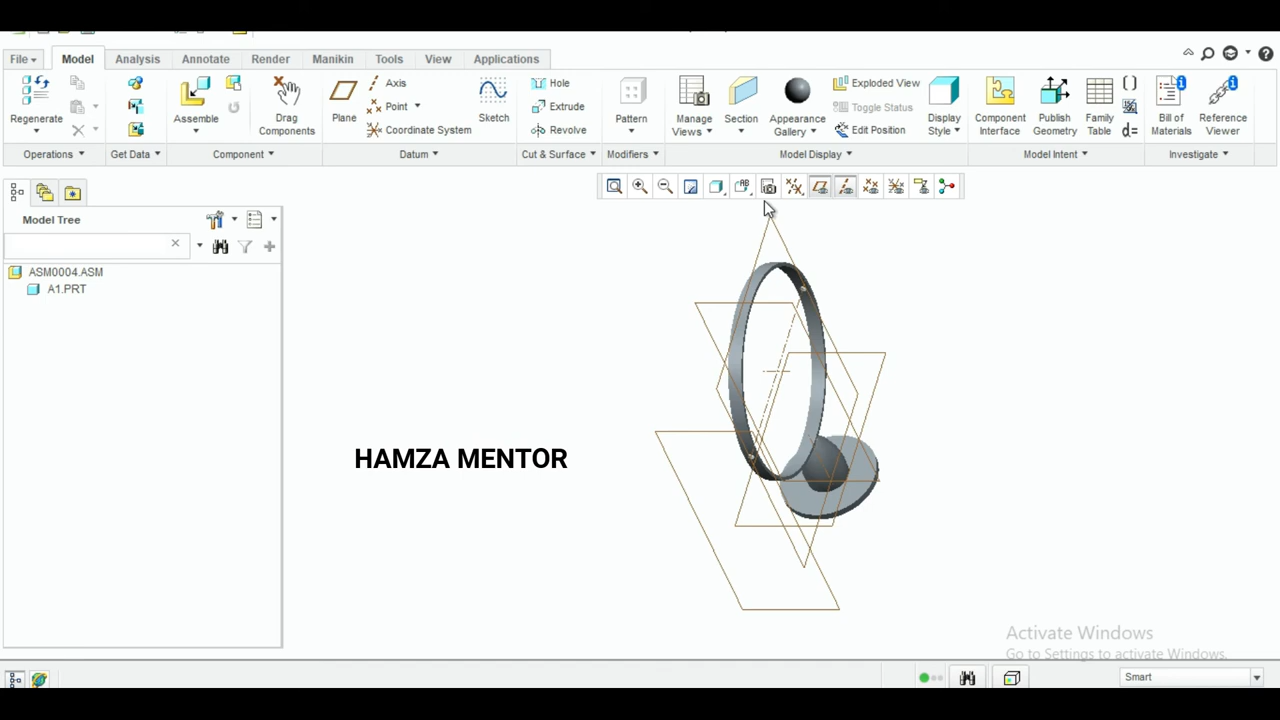 File
Model
Analysis
Annotate
Render
Manikin
Tools
View
Applications
Regenerate
Operations
Get Data
Assemble
Drag
Components
Component
Plane
Axis
Point
Coordinate System
Sketch
Datum
Hole
Extrude
Revolve
Cut & Surface
Pattern
Modifiers
Manage
Views
Section
Appearance
Gallery
Exploded View
Toggle Status
Edit Position
Display
Style
Model Display
Component
Interface
Publish
Geometry
Family
Table
Model Intent
Bill of
Materials
Reference
Viewer
Investigate
Model Tree
ASM0004.ASM
A1.PRT
HAMZA MENTOR
Activate Windows
Go to Settings to activate Windows.
Smart